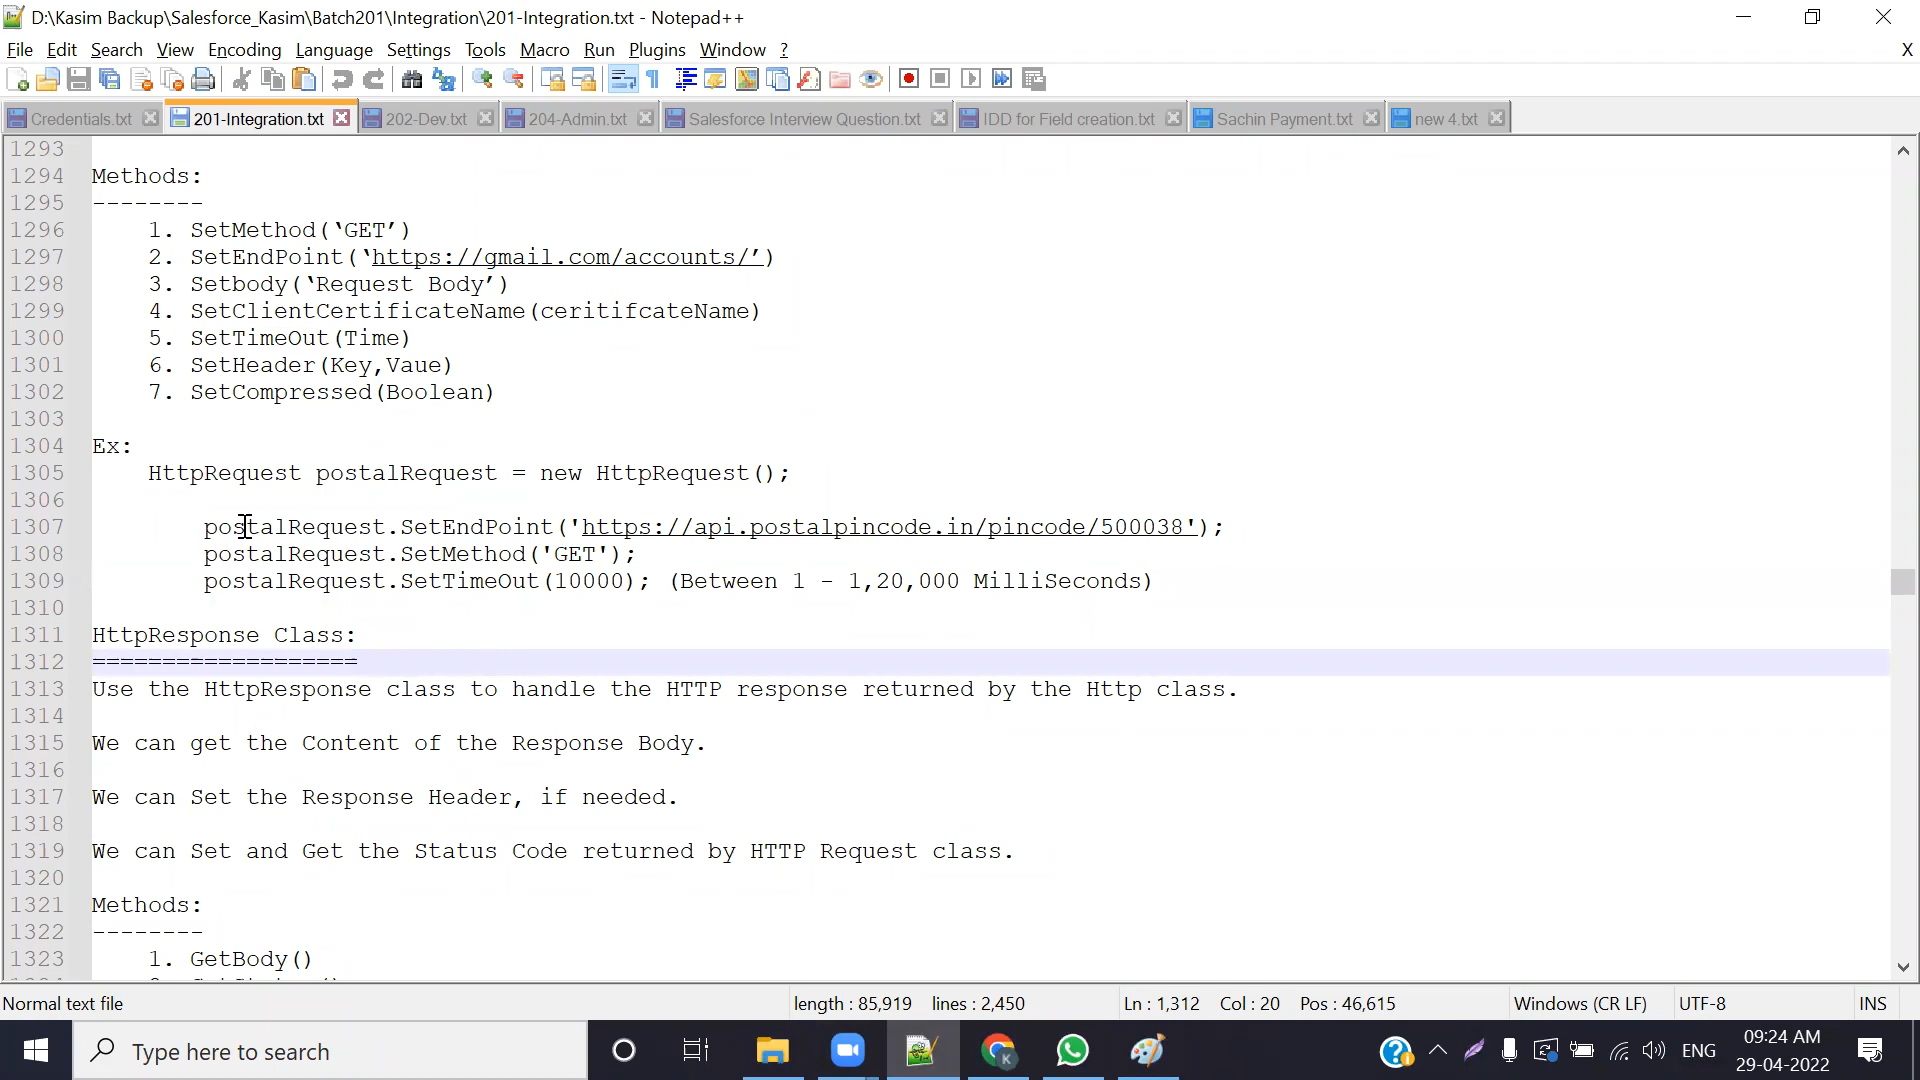 D:\Kasim Backup\Salesforce_Kasim\Batch201\Integration\201-Integration.txt - Notepad++
File Edit Search View Encoding Language Settings Tools Macro Run Plugins Window ? X
Credentials.txt 201-Integration.txt 202-Dev.txt 204-Admin.txt Salesforce Interview Question.txt IDD for Field creation.txt Sachin Payment.txt new 4.txt
1293
1294 Methods:
1295 --------
1296 1. SetMethod(‘GET’)
1297 2. SetEndPoint(‘https://gmail.com/accounts/’)
1298 3. Setbody(‘Request Body’)
1299 4. SetClientCertificateName(ceritifcateName)
1300 5. SetTimeOut(Time)
1301 6. SetHeader(Key,Vaue)
1302 7. SetCompressed(Boolean)
1303
1304 Ex:
1305 HttpRequest postalRequest = new HttpRequest();
1306
1307 postalRequest.SetEndPoint('https://api.postalpincode.in/pincode/500038');
1308 postalRequest.SetMethod('GET');
1309 postalRequest.SetTimeOut(10000); (Between 1 - 1,20,000 MilliSeconds)
1310
1311 HttpResponse Class:
1312 ===================
1313 Use the HttpResponse class to handle the HTTP response returned by the Http class.
1314
1315 We can get the Content of the Response Body.
1316
1317 We can Set the Response Header, if needed.
1318
1319 We can Set and Get the Status Code returned by HTTP Request class.
1320
1321 Methods:
1322 --------
1323 1. GetBody()
Normal text file length : 85,919 lines : 2,450 Ln : 1,312 Col : 20 Pos : 46,615 Windows (CR LF) UTF-8 INS
Type here to search ENG 09:24 AM
29-04-2022